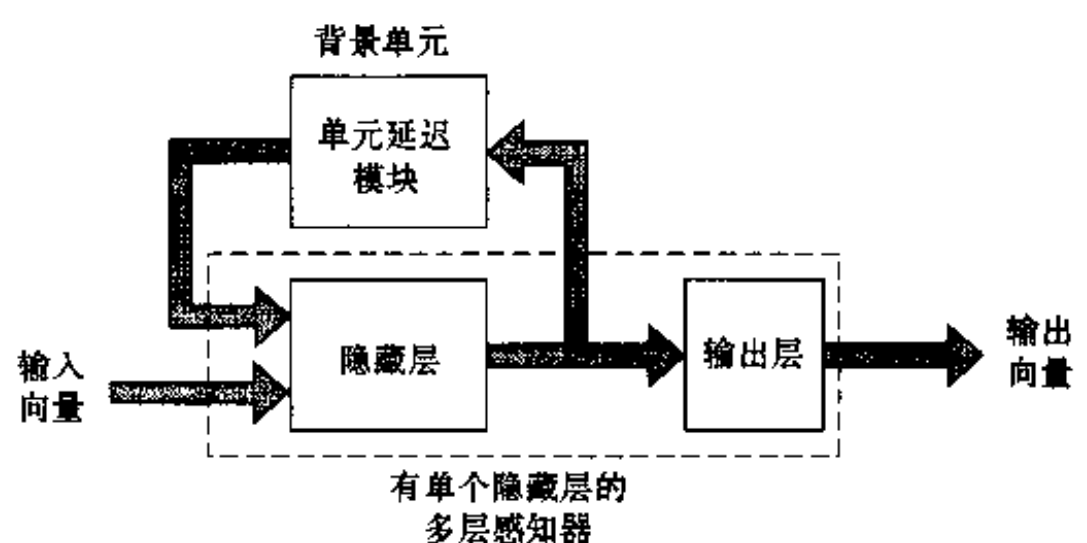 背景单元
单元延迟
模块
输入
向量
隐藏层
输出层
输出
向量
有单个隐藏层的
多层感知器